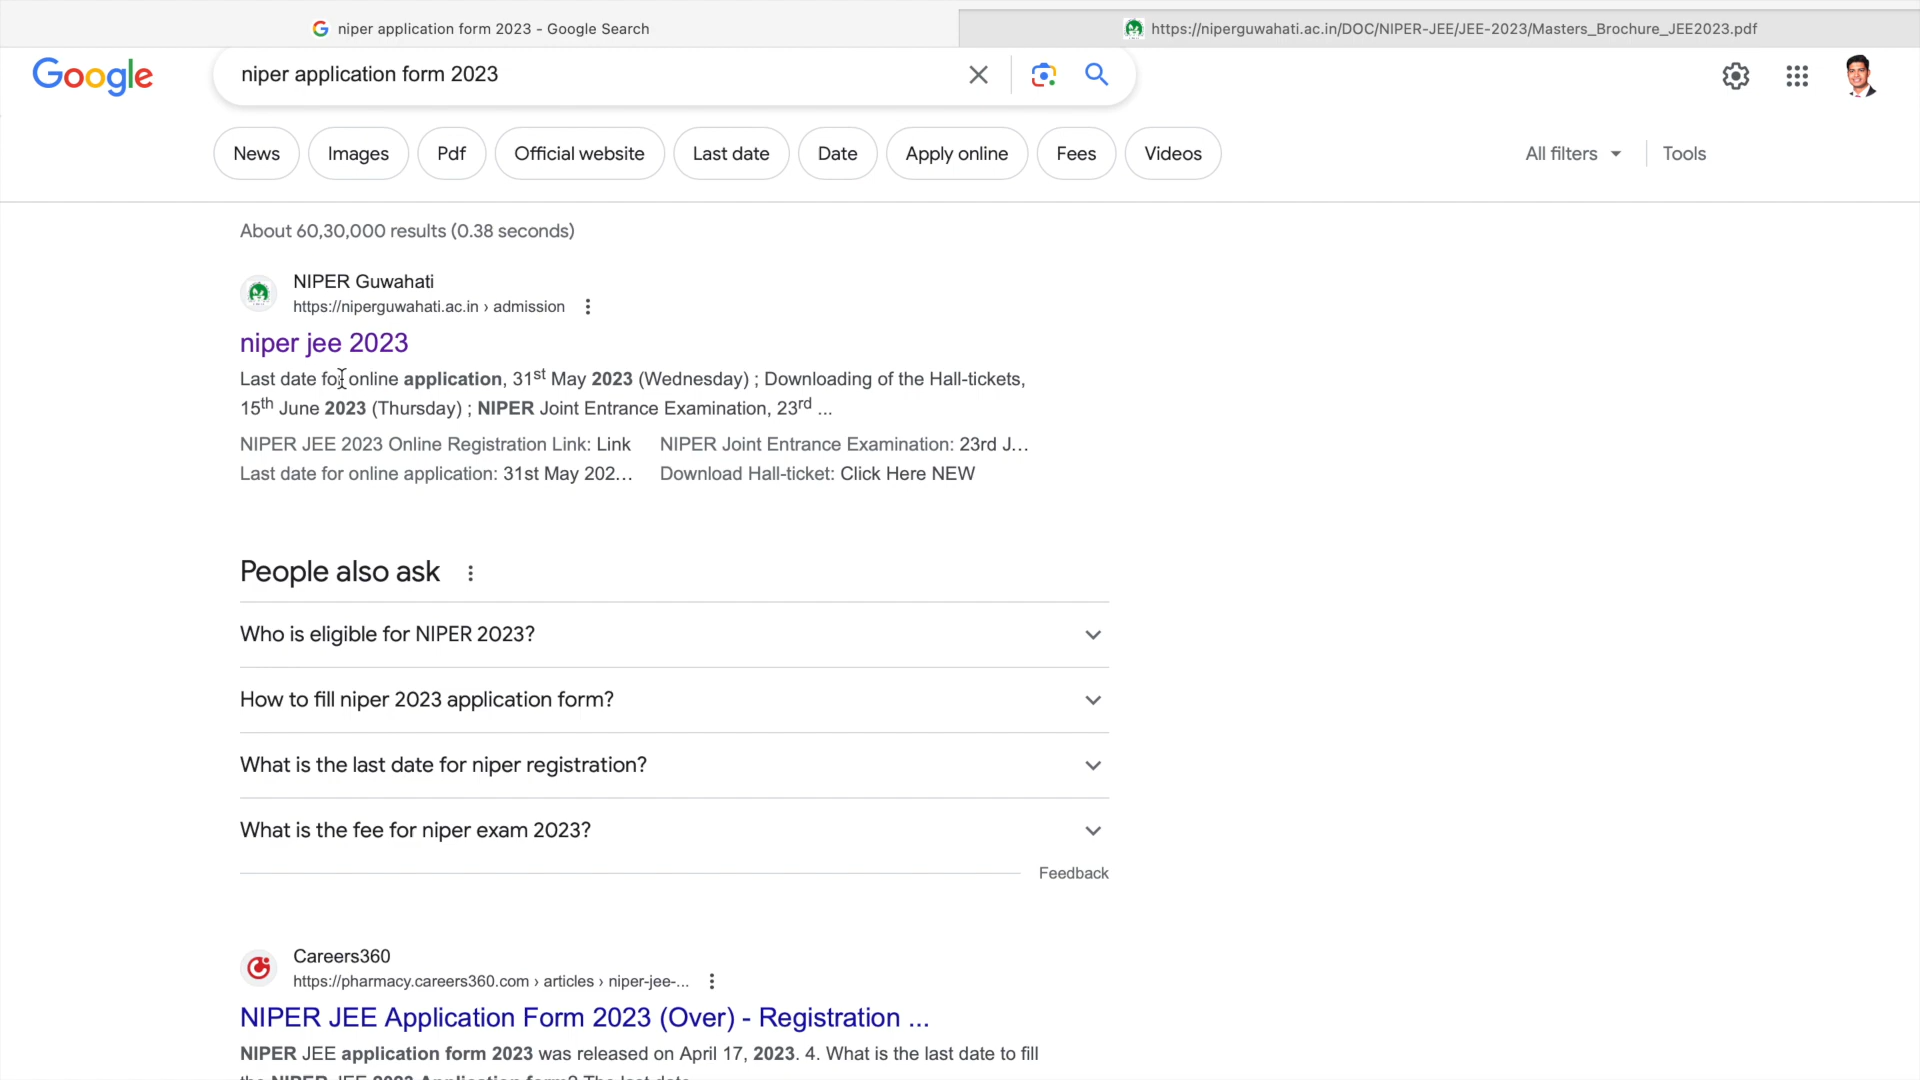 niper application form 2023 - Google Search
https://niperguwahati.ac.in/DOC/NIPER-JEE/JEE-2023/Masters_Brochure_JEE2023.pdf
Google
niper application form 2023
News
Images
Pdf
Official website
Last date
Date
Apply online
Fees
Videos
All filters
Tools
About 60,30,000 results (0.38 seconds)
NIPER Guwahati
https://niperguwahati.ac.in › admission
niper jee 2023
Last date for online application, 31st May 2023 (Wednesday) ; Downloading of the Hall-tickets,
15th June 2023 (Thursday) ; NIPER Joint Entrance Examination, 23rd ...
NIPER JEE 2023 Online Registration Link: Link
NIPER Joint Entrance Examination: 23rd J...
Last date for online application: 31st May 202...
Download Hall-ticket: Click Here NEW
People also ask
Who is eligible for NIPER 2023?
How to fill niper 2023 application form?
What is the last date for niper registration?
What is the fee for niper exam 2023?
Feedback
Careers360
https://pharmacy.careers360.com › articles › niper-jee-...
NIPER JEE Application Form 2023 (Over) - Registration ...
NIPER JEE application form 2023 was released on April 17, 2023. 4. What is the last date to fill
the NIPER JEE 2023 Application form? The last date